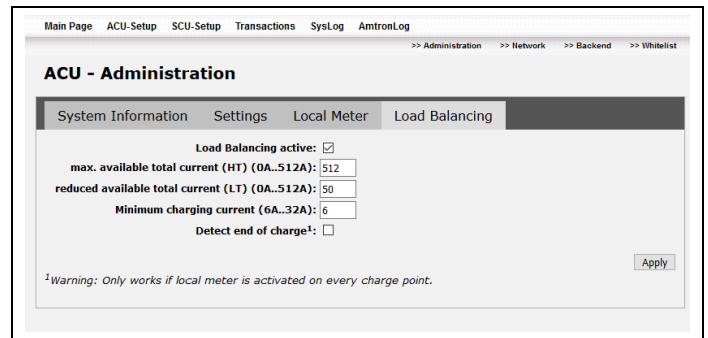 Main Page ACU-Setup SCU-Setup Transactions SysLog AmtronLog
>> Administration >> Network >> Backend >> Whitelist
ACU - Administration
System Information Settings Local Meter Load Balancing
Load Balancing active:
max. available total current (HT) (0A..512A): 512
reduced available total current (LT) (0A..512A): 50
Minimum charging current (6A..32A): 6
Detect end of charge¹:
Apply
¹Warning: Only works if local meter is activated on every charge point.